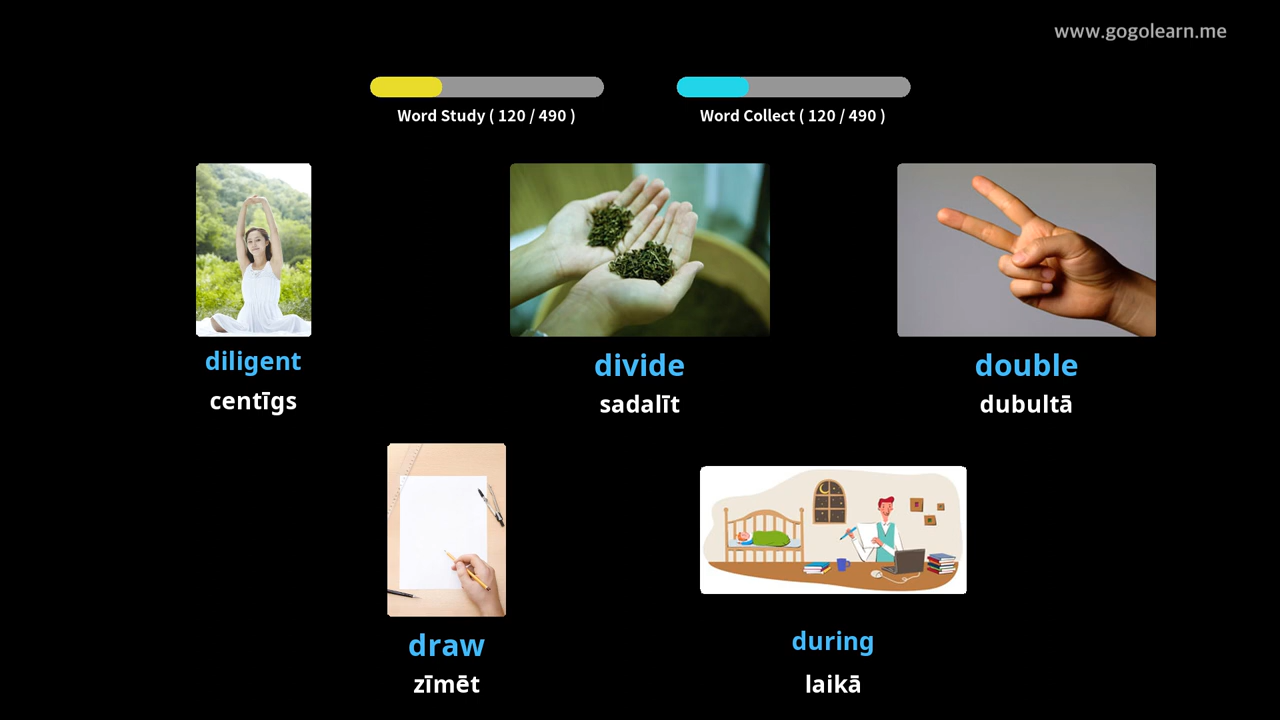 www.gogolearn.me
Word Study ( 120 / 490 )
Word Collect ( 120 / 490 )
diligent
centīgs
divide
sadalīt
double
dubultā
draw
zīmēt
during
laikā